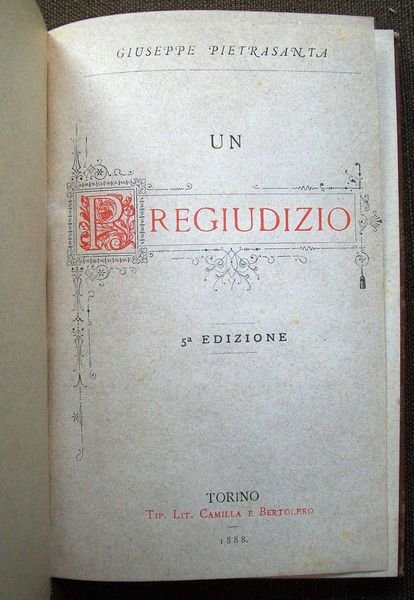 GIUSEPPE PIETRASANTA
UN
PREGIUDIZIO
5ª EDIZIONE
TORINO
TIP. LIT. CAMILLA E BERTOLERO
1888.